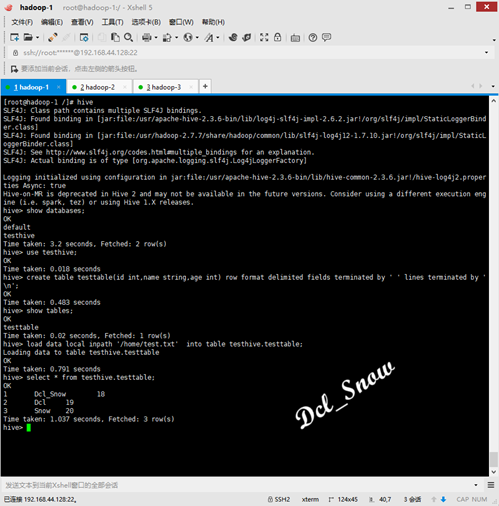 hadoop-1 root@hadoop-1:/ - Xshell 5
文件(F) 编辑(E) 查看(V) 工具(T) 选项卡(B) 窗口(W) 帮助(H)
ssh://root:******@192.168.44.128:22
要添加当前会话，点击左侧的箭头按钮。
1 hadoop-1 × 2 hadoop-2 × 3 hadoop-3 × +
[root@hadoop-1 /]# hive
SLF4J: Class path contains multiple SLF4J bindings.
SLF4J: Found binding in [jar:file:/usr/apache-hive-2.3.6-bin/lib/log4j-slf4j-impl-2.6.2.jar!/org/slf4j/impl/StaticLoggerBind
er.class]
SLF4J: Found binding in [jar:file:/usr/hadoop-2.7.7/share/hadoop/common/lib/slf4j-log4j12-1.7.10.jar!/org/slf4j/impl/StaticL
oggerBinder.class]
SLF4J: See http://www.slf4j.org/codes.html#multiple_bindings for an explanation.
SLF4J: Actual binding is of type [org.apache.logging.slf4j.Log4jLoggerFactory]
Logging initialized using configuration in jar:file:/usr/apache-hive-2.3.6-bin/lib/hive-common-2.3.6.jar!/hive-log4j2.proper
ties Async: true
Hive-on-MR is deprecated in Hive 2 and may not be available in the future versions. Consider using a different execution eng
ine (i.e. spark, tez) or using Hive 1.X releases.
hive> show databases;
OK
default
testhive
Time taken: 3.2 seconds, Fetched: 2 row(s)
hive> use testhive;
OK
Time taken: 0.018 seconds
hive> create table testtable(id int,name string,age int) row format delimited fields terminated by ' ' lines terminated by '
\n';
OK
Time taken: 0.483 seconds
hive> show tables;
OK
testtable
Time taken: 0.02 seconds, Fetched: 1 row(s)
hive> load data local inpath '/home/test.txt' into table testhive.testtable;
Loading data to table testhive.testtable
OK
Time taken: 0.791 seconds
hive> select * from testhive.testtable;
OK
1 Dcl_Snow 18
2 Dcl 19
3 Snow 20
Time taken: 1.037 seconds, Fetched: 3 row(s)
hive>
Dcl_Snow
发送文本到当前Xshell窗口的全部会话
已连接 192.168.44.128:22。 SSH2 xterm 124x45 40,7 3 会话 CAP NUM